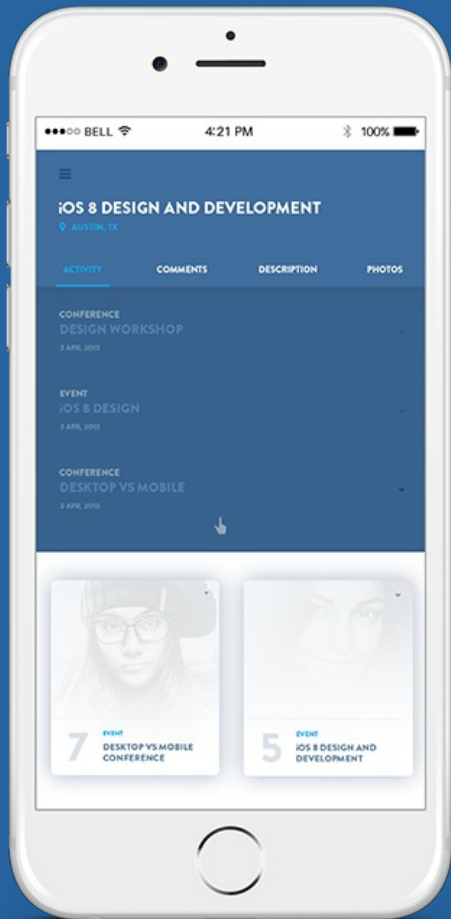 BELL
4:21 PM
100%
iOS 8 DESIGN AND DEVELOPMENT
AUSTIN, TX
ACTIVITY COMMENTS DESCRIPTION PHOTOS
CONFERENCE
DESIGN WORKSHOP
3 APR, 2015
EVENT
iOS 8 DESIGN
3 APR, 2015
CONFERENCE
DESKTOP VS MOBILE
3 APR, 2015
7
EVENT
DESKTOP VS MOBILE
CONFERENCE
5
EVENT
iOS 8 DESIGN AND
DEVELOPMENT